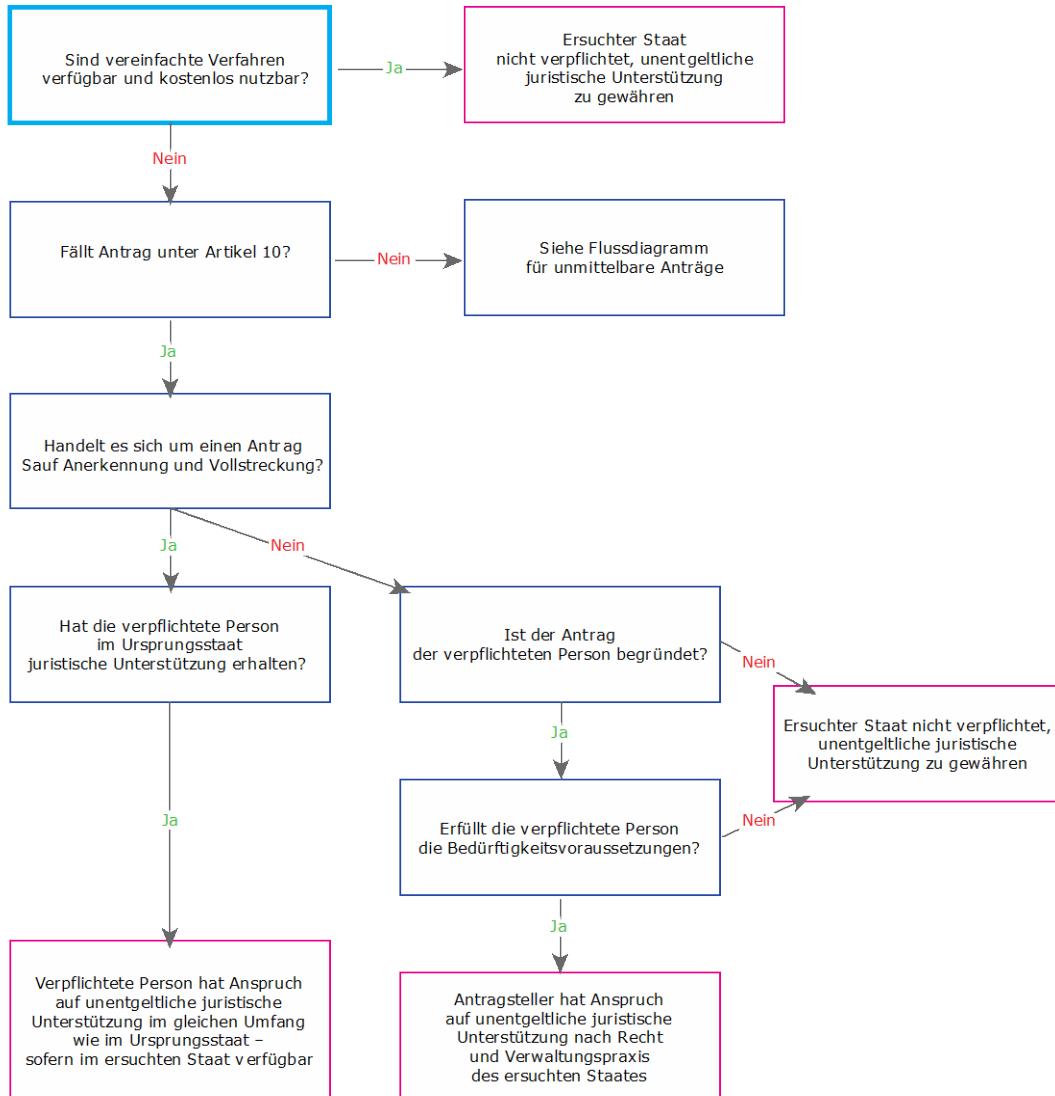 Sind vereinfachte Verfahren
verfügbar und kostenlos nutzbar?
Ja
Ersuchter Staat
nicht verpflichtet, unentgeltliche
juristische Unterstützung
zu gewähren
Nein
Fällt Antrag unter Artikel 10?
Nein
Siehe Flussdiagramm
für unmittelbare Anträge
Ja
Handelt es sich um einen Antrag
Sauf Anerkennung und Vollstreckung?
Ja
Nein
Hat die verpflichtete Person
im Ursprungsstaat
juristische Unterstützung erhalten?
Ist der Antrag
der verpflichteten Person begründet?
Nein
Ersuchter Staat nicht verpflichtet,
unentgeltliche juristische
Unterstützung zu gewähren
Ja
Ja
Erfüllt die verpflichtete Person
die Bedürftigkeitsvoraussetzungen?
Nein
Ja
Verpflichtete Person hat Anspruch
auf unentgeltliche juristische
Unterstützung im gleichen Umfang
wie im Ursprungsstaat –
sofern im ersuchten Staat verfügbar
Antragsteller hat Anspruch
auf unentgeltliche juristische
Unterstützung nach Recht
und Verwaltungspraxis
des ersuchten Staates